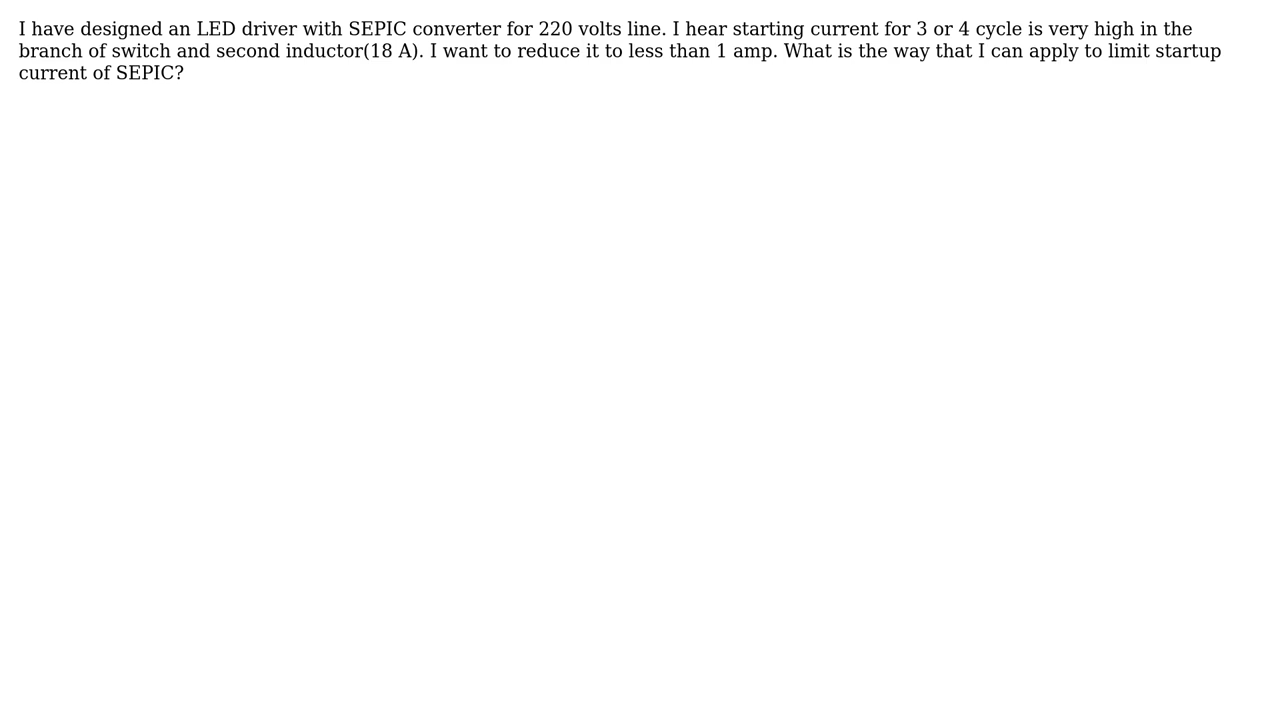 I have designed an LED driver with SEPIC converter for 220 volts line. I hear starting current for 3 or 4 cycle is very high in the
branch of switch and second inductor(18 A). I want to reduce it to less than 1 amp. What is the way that I can apply to limit startup
current of SEPIC?